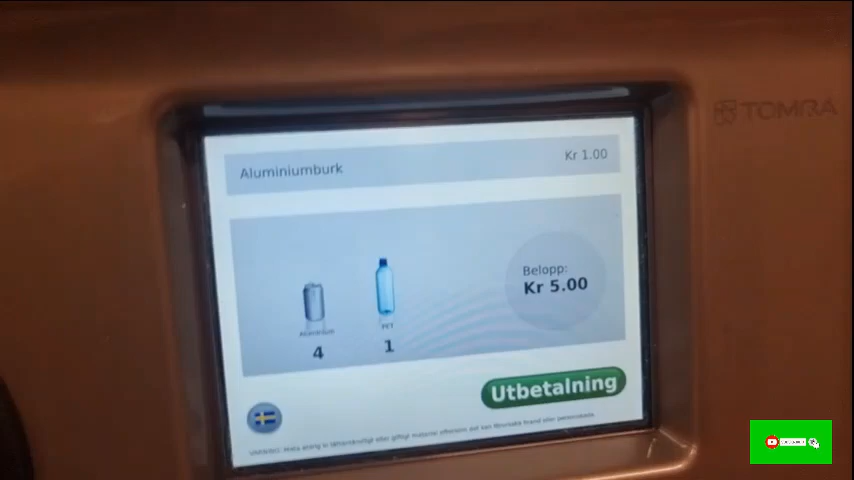 TOMRA
Aluminiumburk Kr 1.00
Belopp:
Kr 5.00
Aluminium PET
4 1
Utbetalning